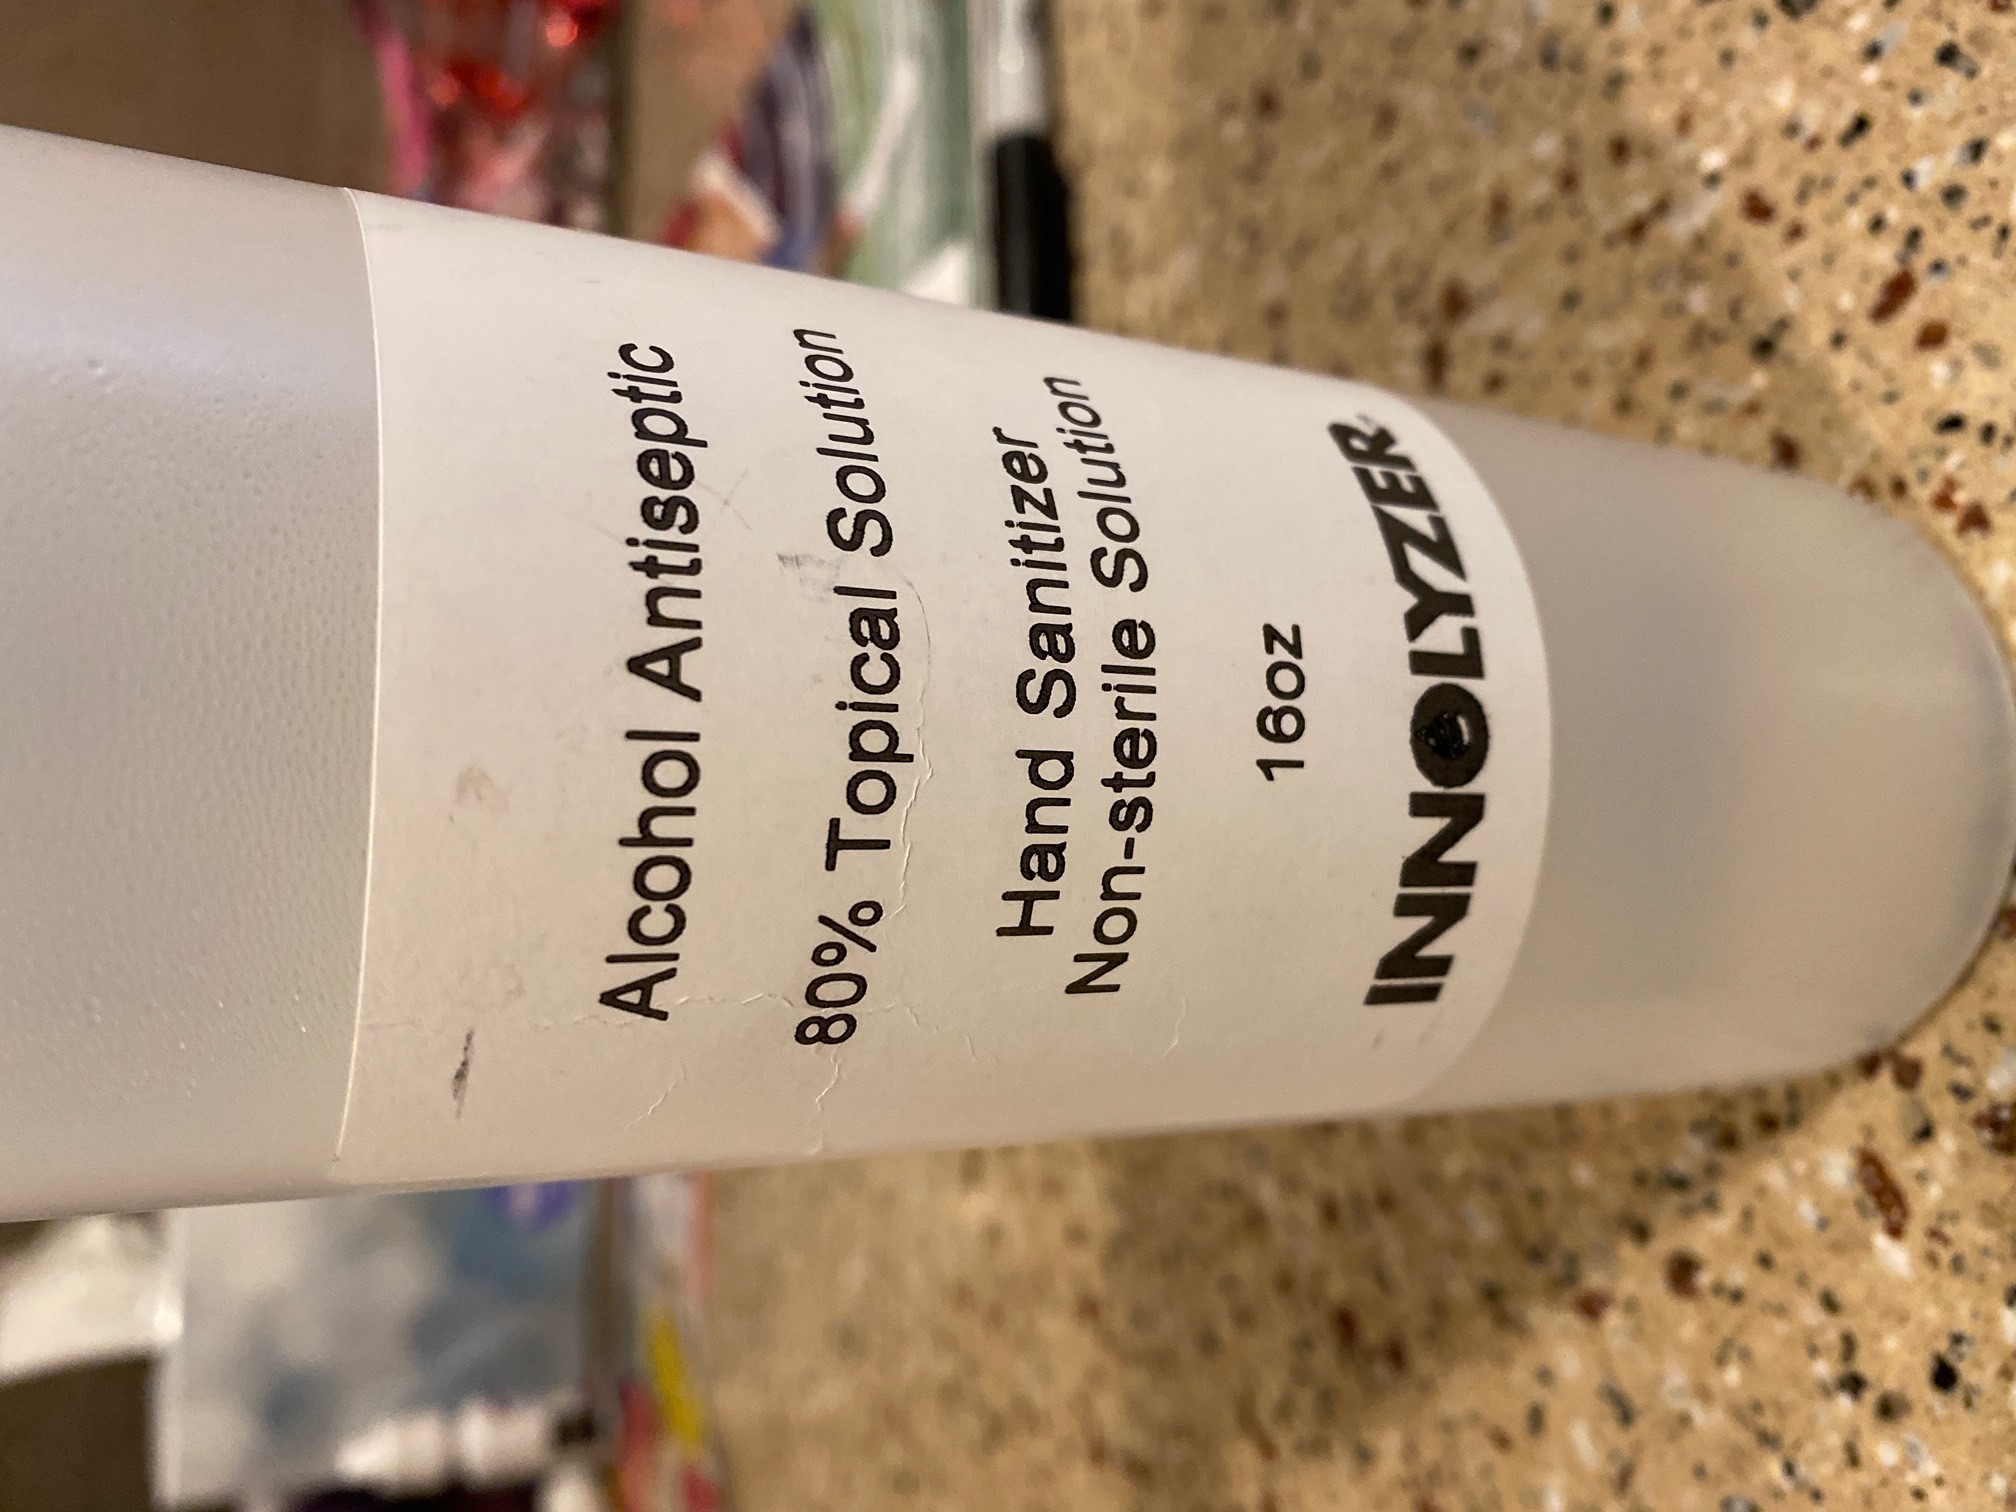 Alcohol Antiseptic
80% Topical Solution
Hand Sanitizer
Non-sterile Solution
16oz
INNOLYZER